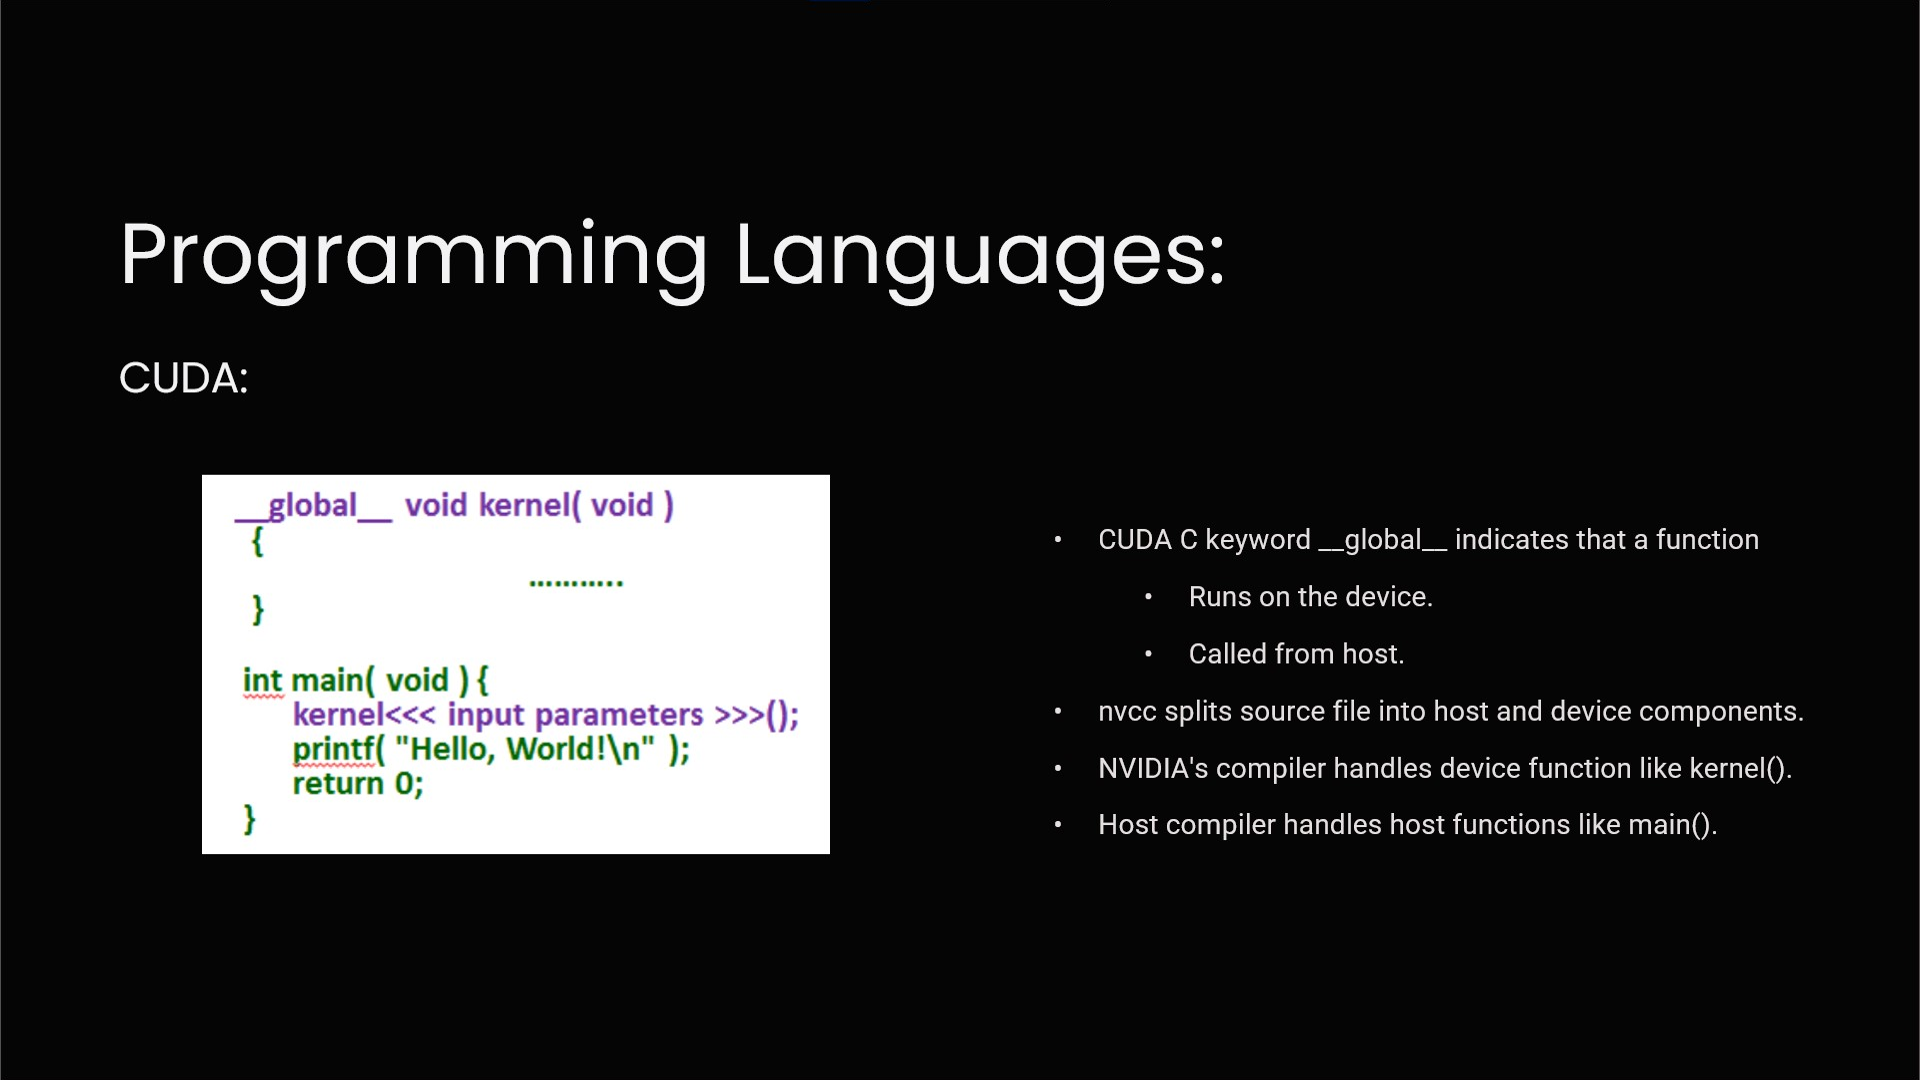 Programming Languages:
CUDA:
__global__ void kernel( void )
{
...........
}
int main( void ) {
kernel<<< input parameters >>>();
printf( "Hello, World!\n" );
return 0;
}
• CUDA C keyword __global__ indicates that a function
• Runs on the device.
• Called from host.
• nvcc splits source file into host and device components.
• NVIDIA's compiler handles device function like kernel().
• Host compiler handles host functions like main().